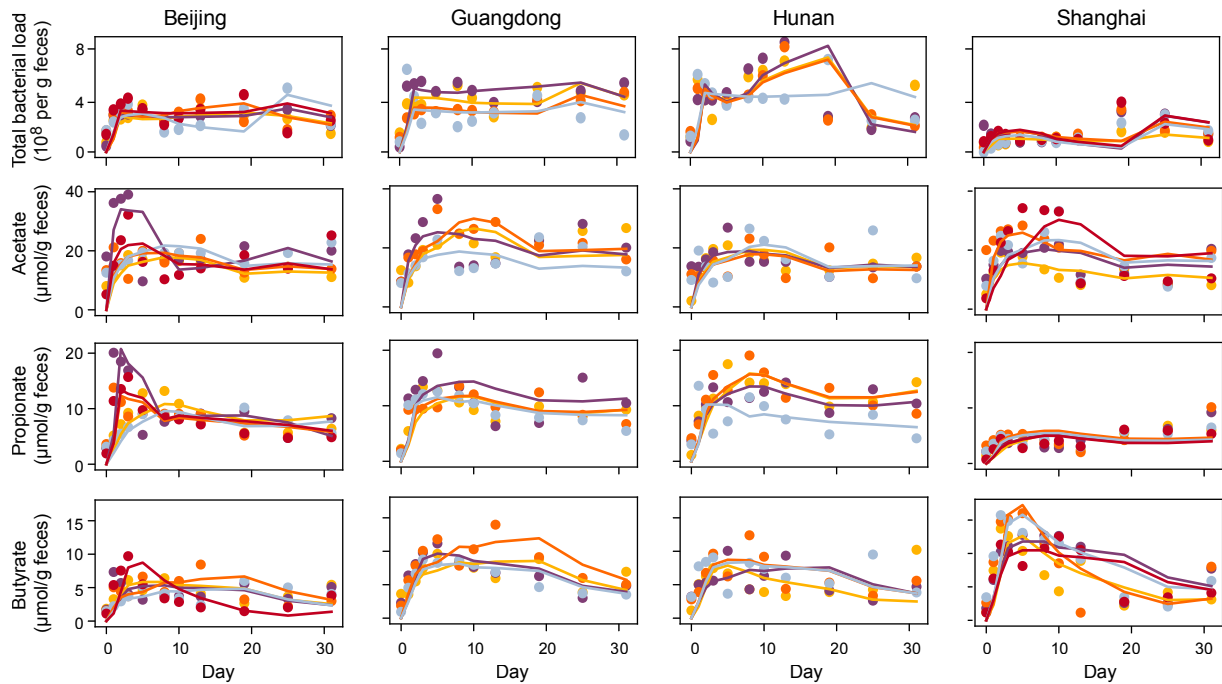 Beijing Guangdong Hunan Shanghai
Total bacterial load
(10⁸ per g feces)
8
4
0
Acetate
(μmol/g feces)
40
20
0
Propionate
(μmol/g feces)
20
10
0
Butyrate
(μmol/g feces)
15
10
5
0
0 10 20 30 0 10 20 30 0 10 20 30 0 10 20 30
Day Day Day Day